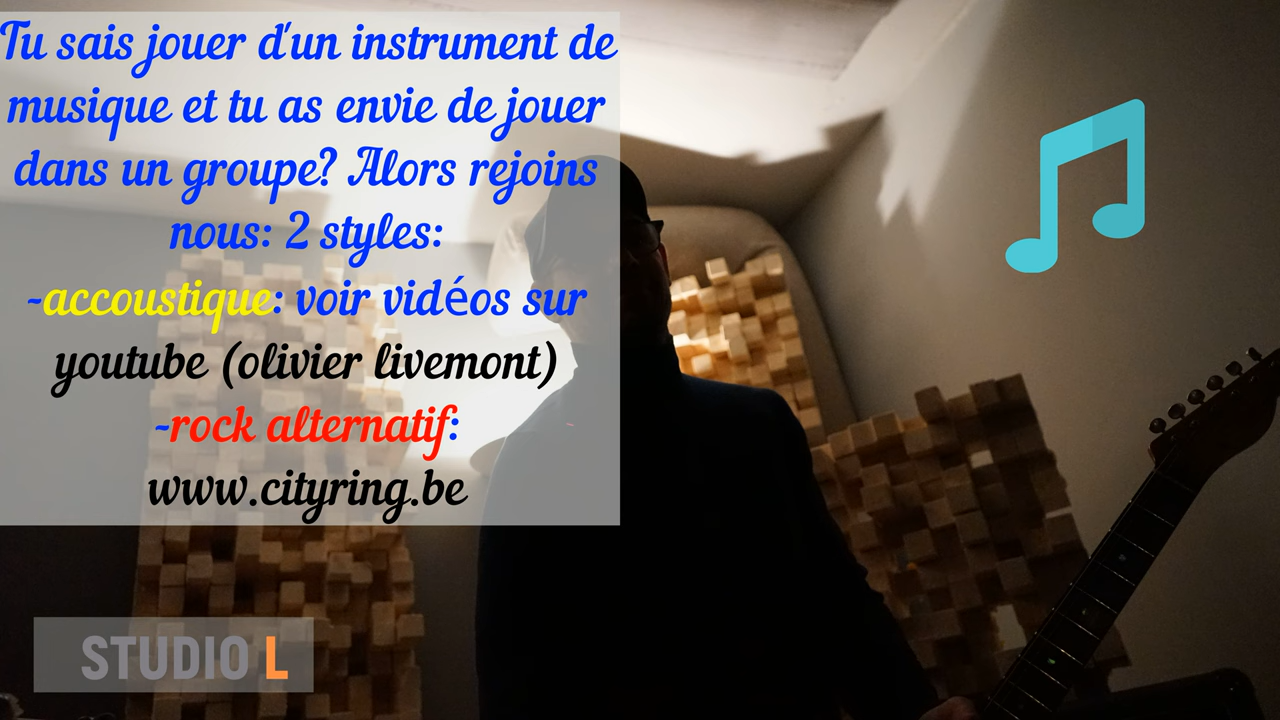 Tu sais jouer d'un instrument de
musique et tu as envie de jouer
dans un groupe? Alors rejoins
nous: 2 styles:
-accoustique: voir vidéos sur
youtube (olivier livemont)
-rock alternatif:
www.cityring.be
STUDIO L